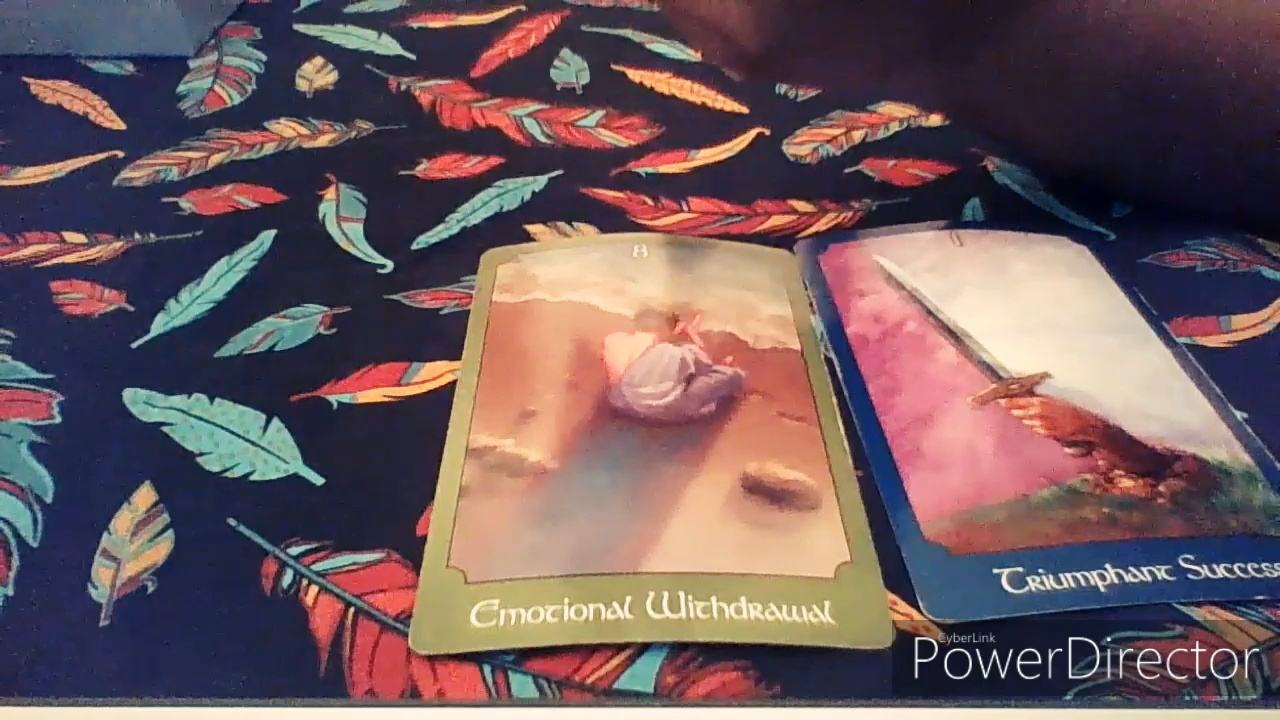 8
Emotional Withdrawal
Triumphant Success
CyberLink
PowerDirector